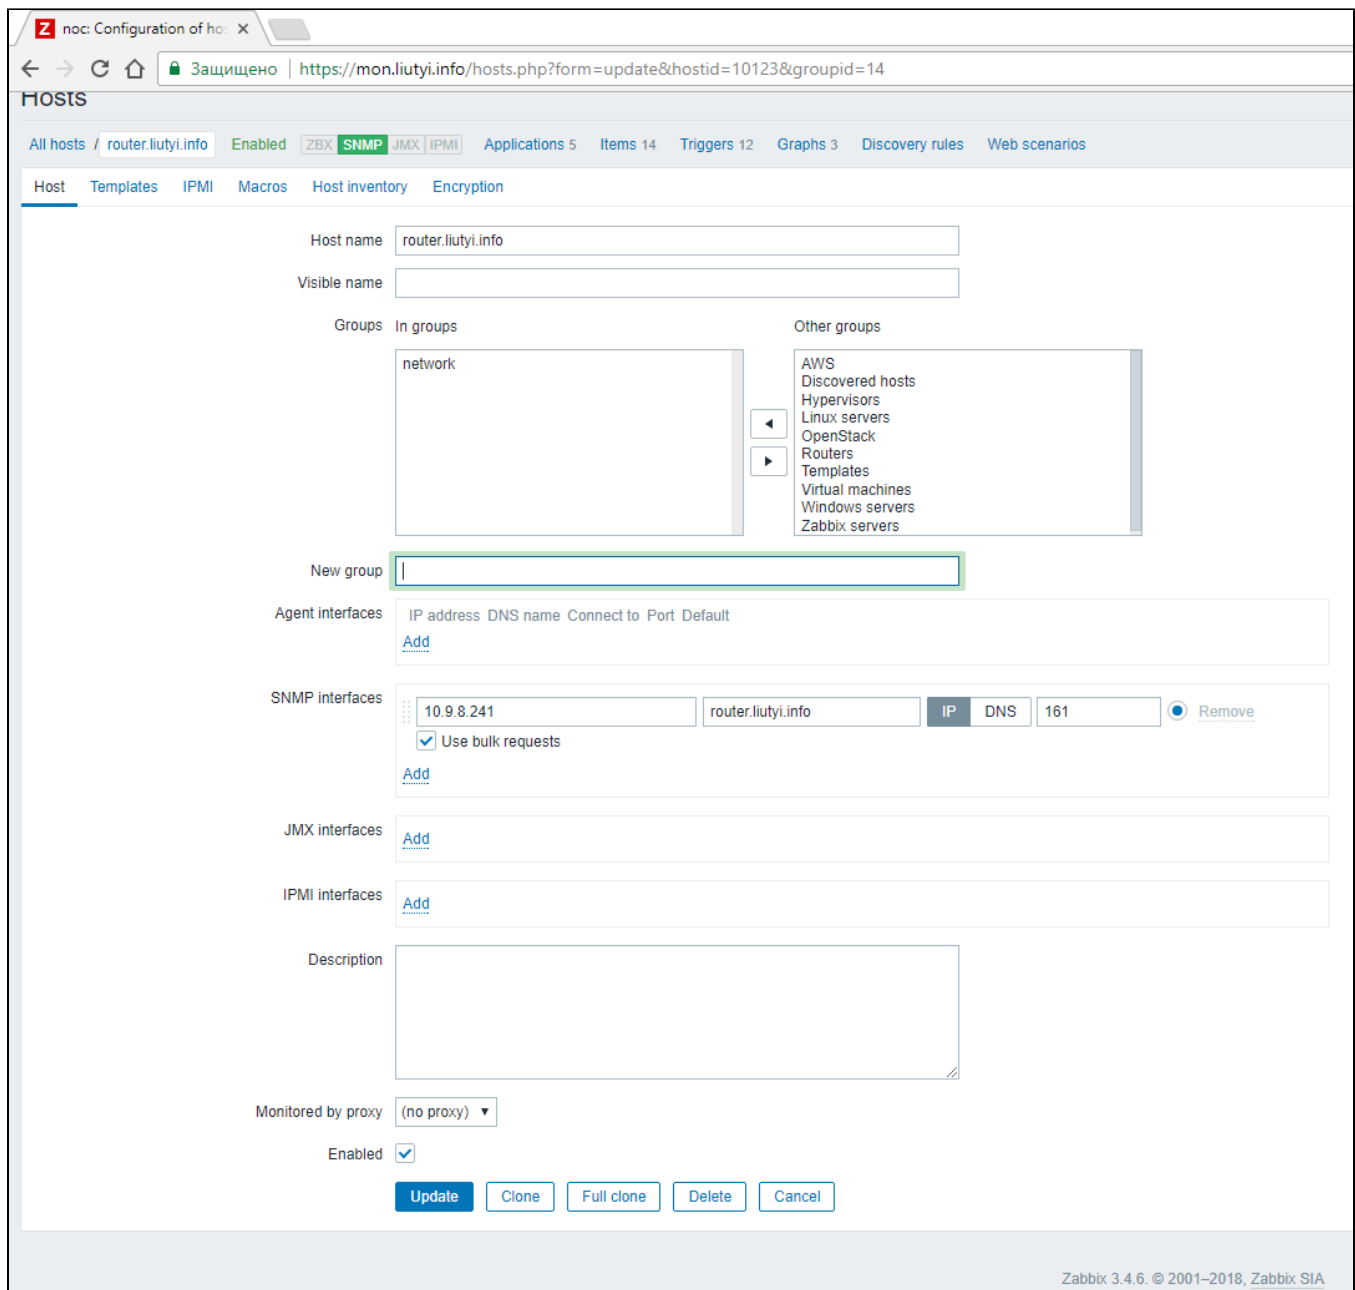 Z noc: Configuration of ho
Защищено https://mon.liutyi.info/hosts.php?form=update&hostid=10123&groupid=14
Hosts
All hosts / router.liutyi.info Enabled ZBX SNMP JMX IPMI Applications 5 Items 14 Triggers 12 Graphs 3 Discovery rules Web scenarios
Host Templates IPMI Macros Host inventory Encryption
Host name router.liutyi.info
Visible name
Groups In groups Other groups
network
AWS
Discovered hosts
Hypervisors
Linux servers
OpenStack
Routers
Templates
Virtual machines
Windows servers
Zabbix servers
New group
Agent interfaces IP address DNS name Connect to Port Default
Add
SNMP interfaces
10.9.8.241 router.liutyi.info IP DNS 161 Remove
Use bulk requests
Add
JMX interfaces Add
IPMI interfaces Add
Description
Monitored by proxy (no proxy)
Enabled
Update Clone Full clone Delete Cancel
Zabbix 3.4.6. © 2001–2018, Zabbix SIA